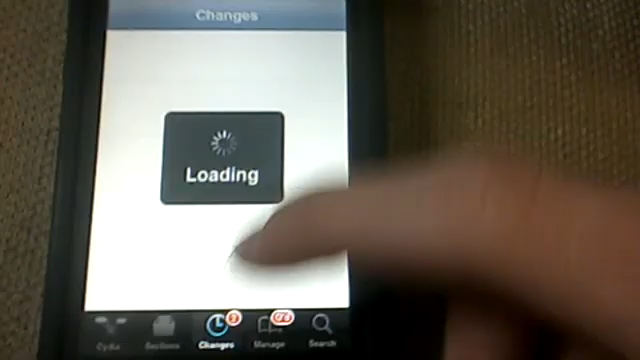 Changes
Loading
Cydia
Sections
Changes
Manage
Search